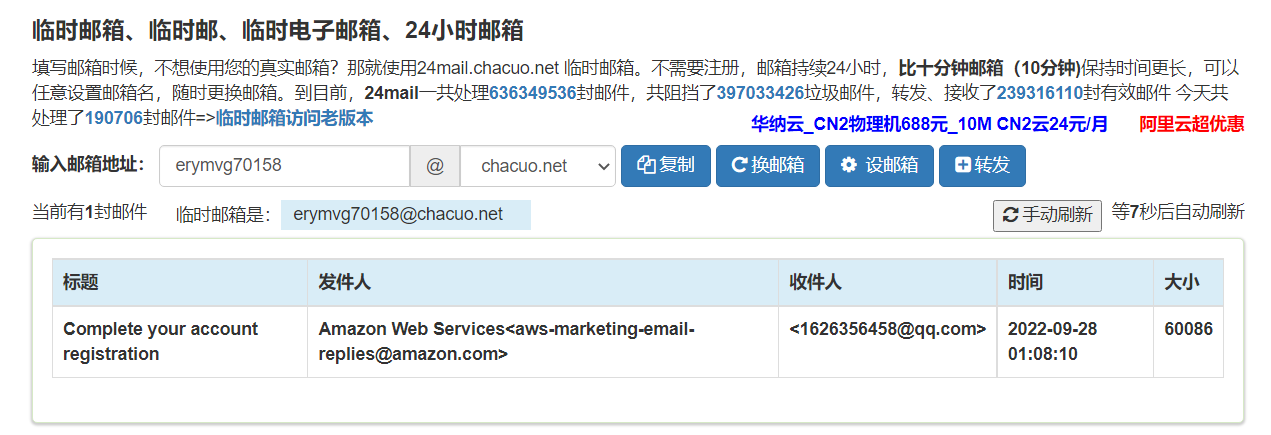 临时邮箱、临时邮、临时电子邮箱、24小时邮箱
填写邮箱时候，不想使用您的真实邮箱？那就使用24mail.chacuo.net 临时邮箱。不需要注册，邮箱持续24小时，比十分钟邮箱（10分钟)保持时间更长，可以
任意设置邮箱名，随时更换邮箱。到目前，24mail一共处理636349536封邮件，共阻挡了397033426垃圾邮件，转发、接收了239316110封有效邮件 今天共
处理了190706封邮件=>临时邮箱访问老版本
华纳云_CN2物理机688元_10M CN2云24元/月 阿里云超优惠
输入邮箱地址： erymvg70158 @ chacuo.net 复制 换邮箱 设邮箱 转发
当前有1封邮件 临时邮箱是： erymvg70158@chacuo.net 手动刷新 等7秒后自动刷新
标题 发件人 收件人 时间 大小
Complete your account Amazon Web Services<aws-marketing-email- <1626356458@qq.com> 2022-09-28 60086
registration replies@amazon.com> 01:08:10